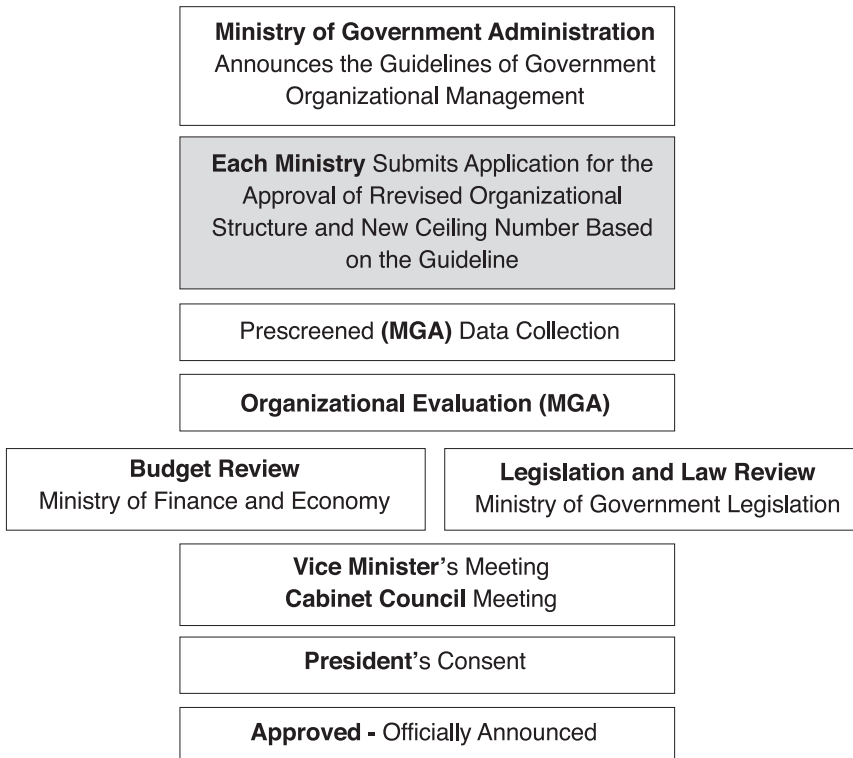 Ministry of Government Administration
Announces the Guidelines of Government
Organizational Management
Each Ministry Submits Application for the
Approval of Rrevised Organizational
Structure and New Ceiling Number Based
on the Guideline
Prescreened (MGA) Data Collection
Organizational Evaluation (MGA)
Budget Review
Ministry of Finance and Economy
Legislation and Law Review
Ministry of Government Legislation
Vice Minister's Meeting
Cabinet Council Meeting
President's Consent
Approved - Officially Announced